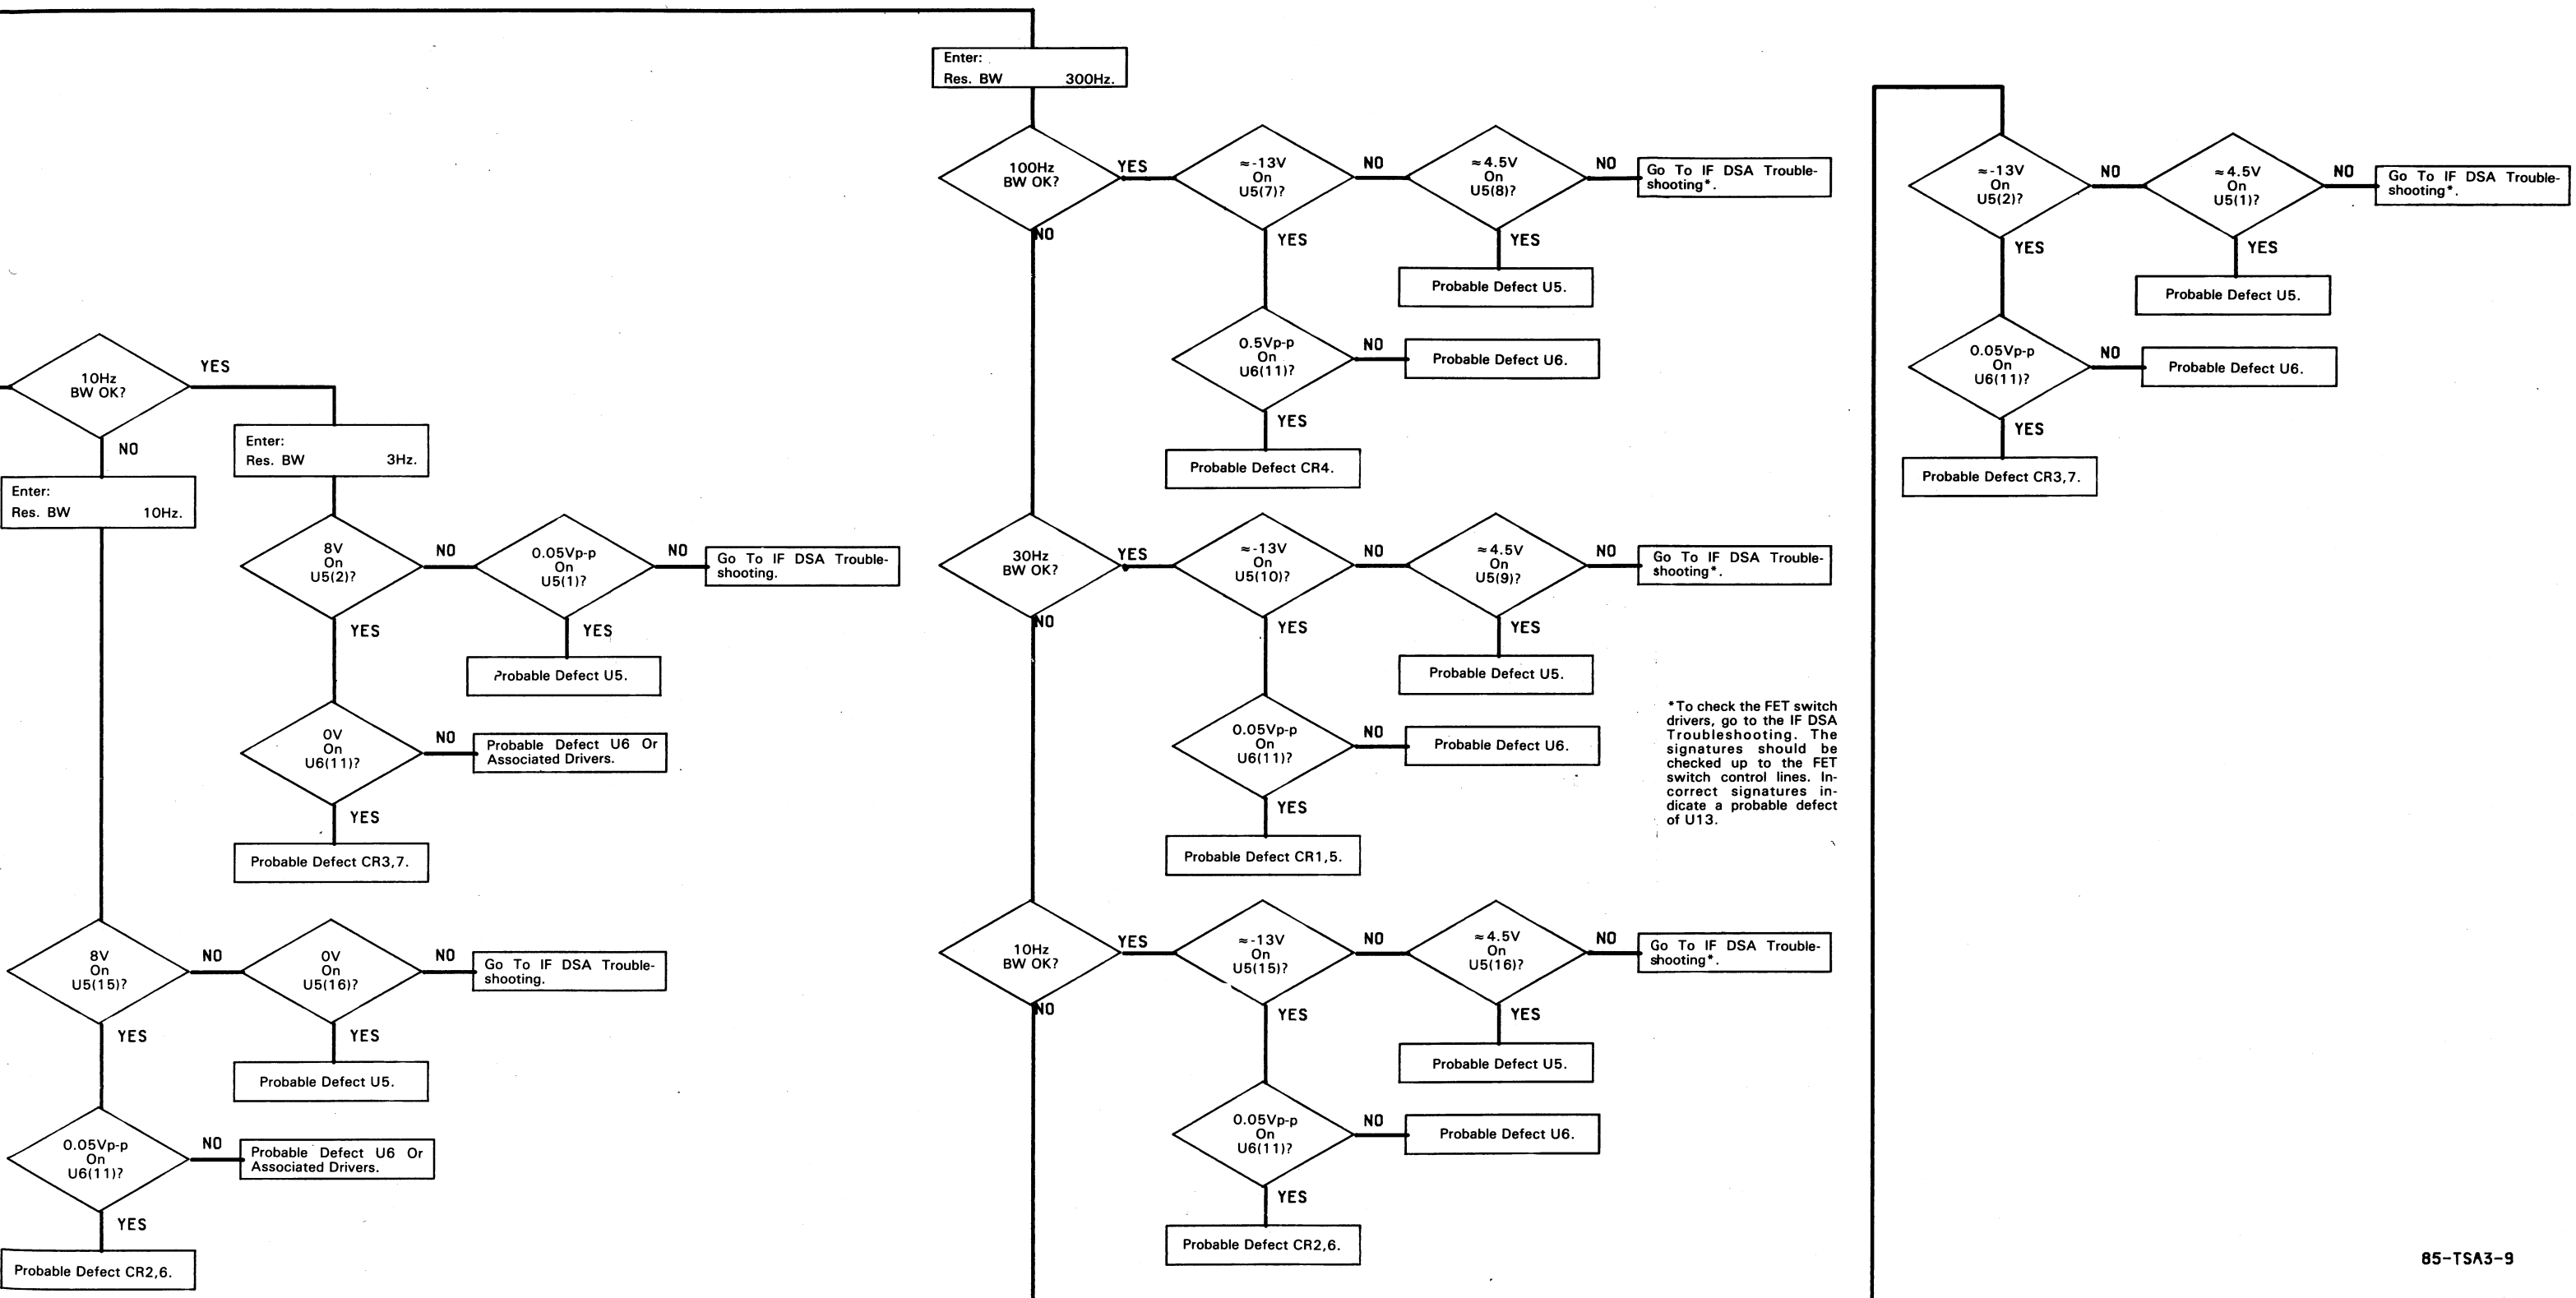 10Hz
BW OK?
YES
NO
Enter:
Res. BW 10Hz.
Enter:
Res. BW 3Hz.
8V
On
U5(2)?
NO
0.05Vp-p
On
U5(1)?
NO
Go To IF DSA Trouble-
shooting.
YES
YES
Probable Defect U5.
0V
On
U6(11)?
NO
Probable Defect U6 Or
Associated Drivers.
YES
Probable Defect CR3,7.
8V
On
U5(15)?
NO
0V
On
U5(16)?
NO
Go To IF DSA Trouble-
shooting.
YES
YES
Probable Defect U5.
0.05Vp-p
On
U6(11)?
NO
Probable Defect U6 Or
Associated Drivers.
YES
Probable Defect CR2,6.
Enter:
Res. BW 300Hz.
100Hz
BW OK?
YES
≈-13V
On
U5(7)?
NO
≈4.5V
On
U5(8)?
NO
Go To IF DSA Trouble-
shooting*.
NO
YES
YES
Probable Defect U5.
0.5Vp-p
On
U6(11)?
NO
Probable Defect U6.
YES
Probable Defect CR4.
30Hz
BW OK?
YES
≈-13V
On
U5(10)?
NO
≈4.5V
On
U5(9)?
NO
Go To IF DSA Trouble-
shooting*.
NO
YES
YES
Probable Defect U5.
0.05Vp-p
On
U6(11)?
NO
Probable Defect U6.
YES
Probable Defect CR1,5.
*To check the FET switch
drivers, go to the IF DSA
Troubleshooting. The
signatures should be
checked up to the FET
switch control lines. In-
correct signatures in-
dicate a probable defect
of U13.
10Hz
BW OK?
YES
≈-13V
On
U5(15)?
NO
≈4.5V
On
U5(16)?
NO
Go To IF DSA Trouble-
shooting*.
NO
YES
YES
Probable Defect U5.
0.05Vp-p
On
U6(11)?
NO
Probable Defect U6.
YES
Probable Defect CR2,6.
≈-13V
On
U5(2)?
NO
≈4.5V
On
U5(1)?
NO
Go To IF DSA Trouble-
shooting*.
YES
YES
Probable Defect U5.
0.05Vp-p
On
U6(11)?
NO
Probable Defect U6.
YES
Probable Defect CR3,7.
85-TSA3-9